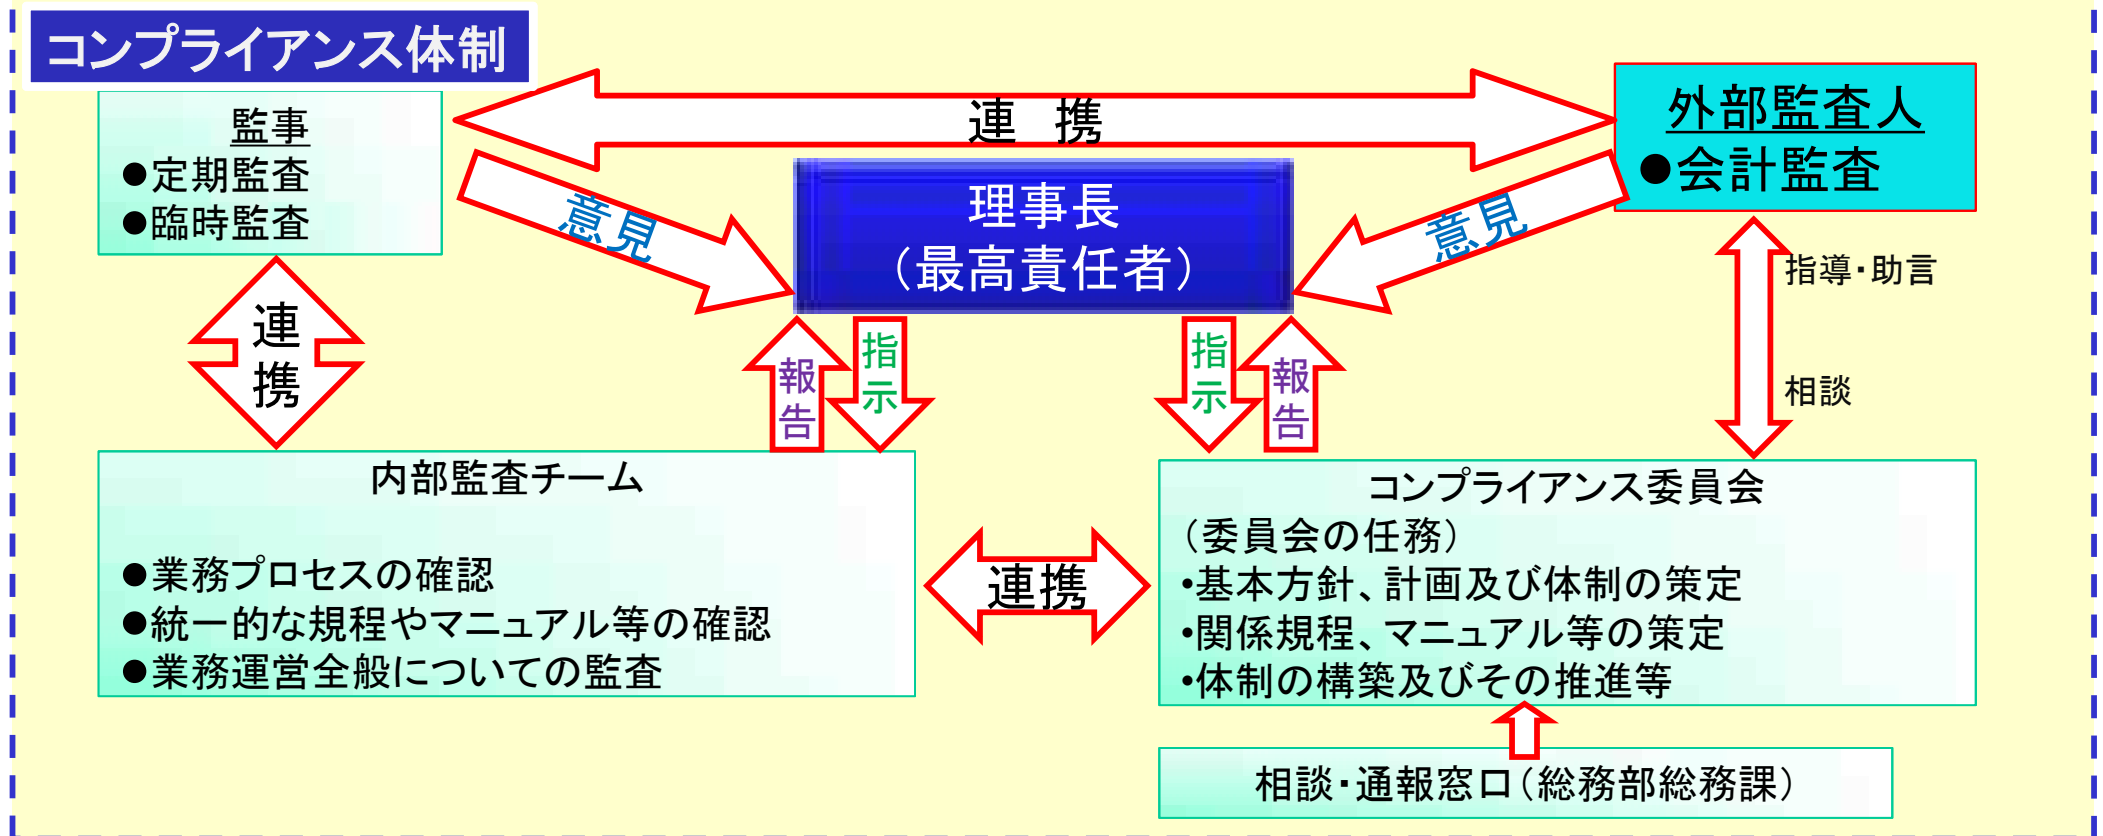 コンプライアンス体制
監事
●定期監査
●臨時監査
連 携
外部監査人
●会計監査
理事長
（最高責任者）
意見
意見
指導・助言
相談
連
携
報
告
指
示
指
示
報
告
内部監査チーム
●業務プロセスの確認
●統一的な規程やマニュアル等の確認
●業務運営全般についての監査
連携
コンプライアンス委員会
（委員会の任務）
・基本方針、計画及び体制の策定
・関係規程、マニュアル等の策定
・体制の構築及びその推進等
相談・通報窓口（総務部総務課）